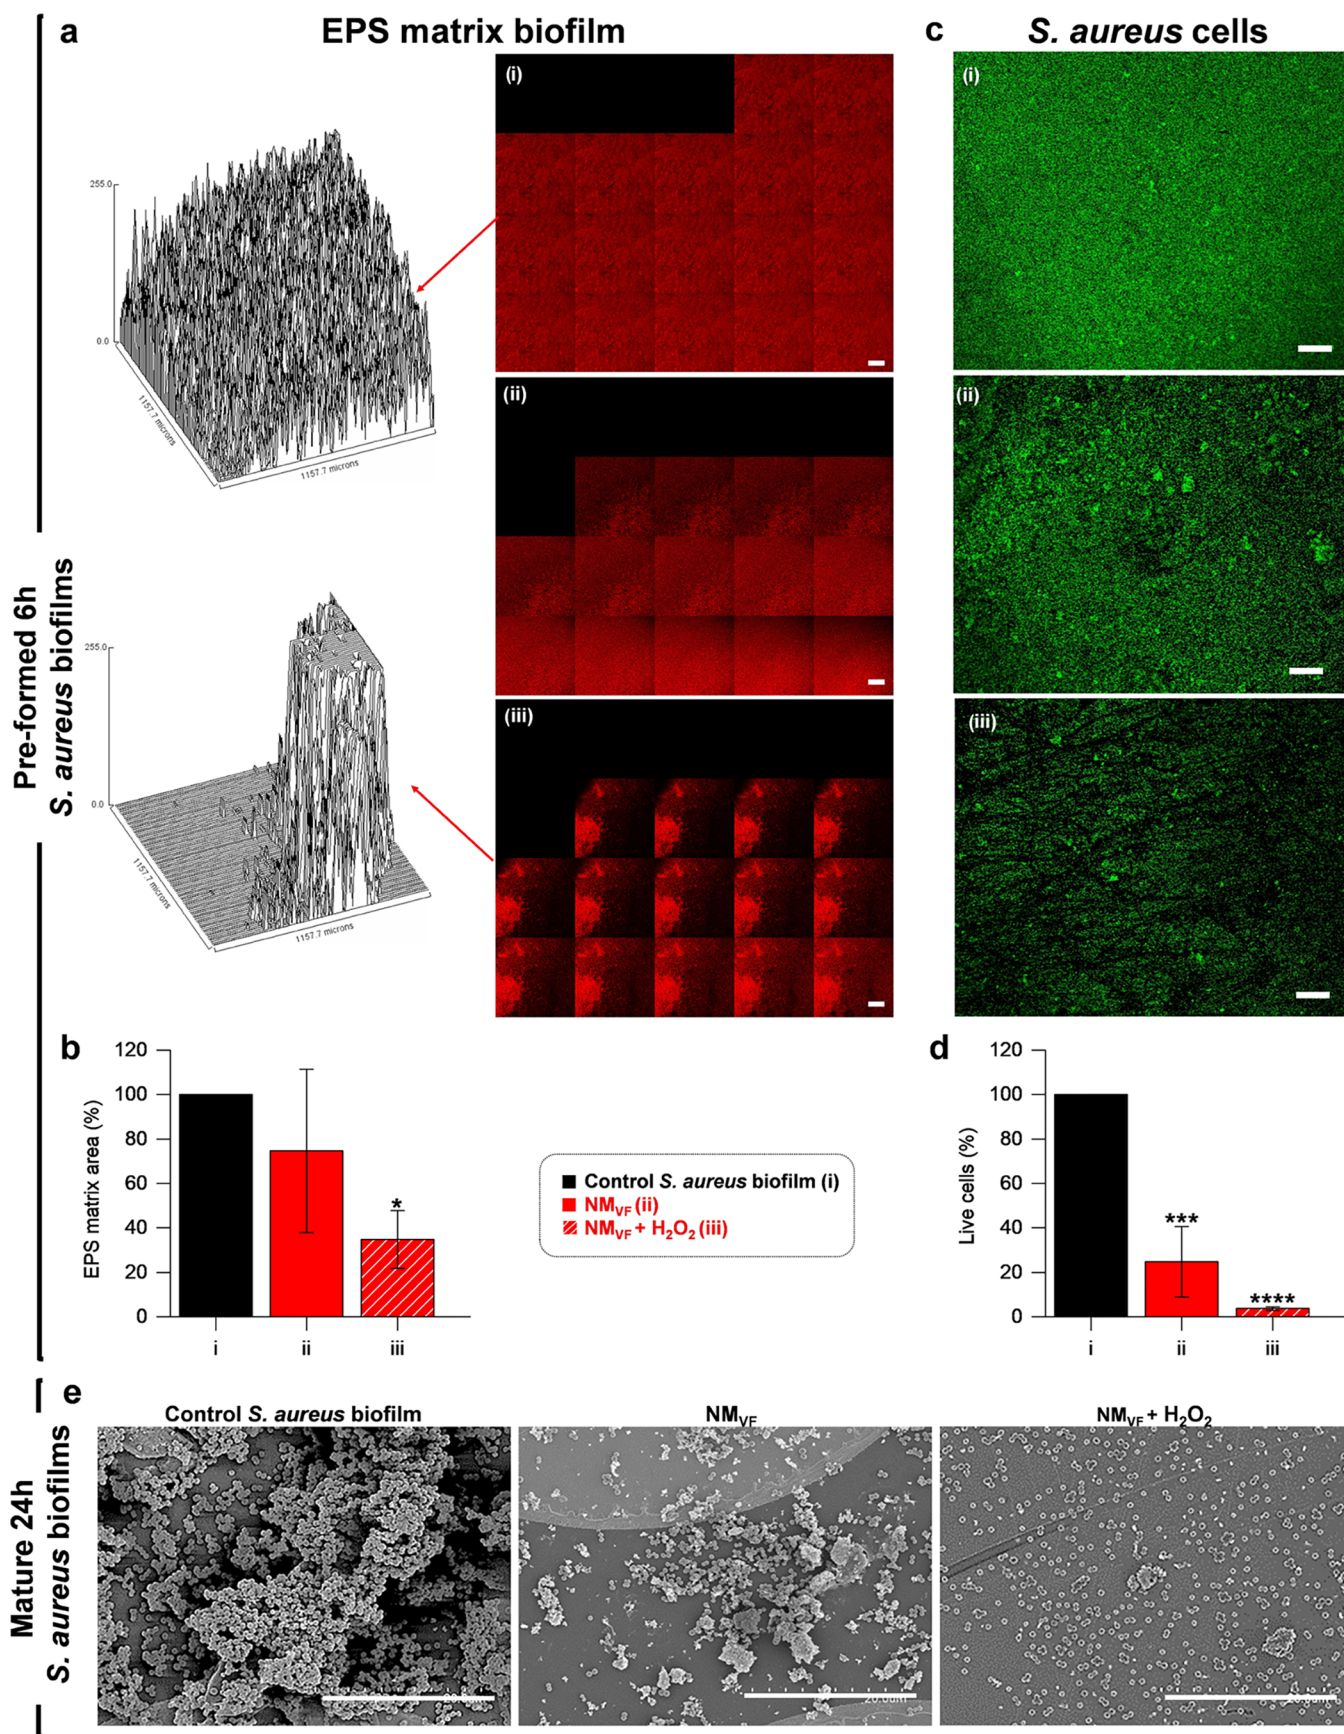 a
EPS matrix biofilm
c
S. aureus cells
Pre-formed 6h
S. aureus biofilms
255.0
0.0
1157.7 microns
1157.7 microns
(i)
(ii)
(iii)
(i)
(ii)
(iii)
255.0
0.0
1157.7 microns
1157.7 microns
b
EPS matrix area (%)
120
100
80
60
40
20
0
*
i ii iii
Control S. aureus biofilm (i)
NMVF (ii)
NMVF + H2O2 (iii)
d
Live cells (%)
120
100
80
60
40
20
0
***
****
i ii iii
Mature 24h
S. aureus biofilms
e
Control S. aureus biofilm
NMVF
NMVF + H2O2
20.0um